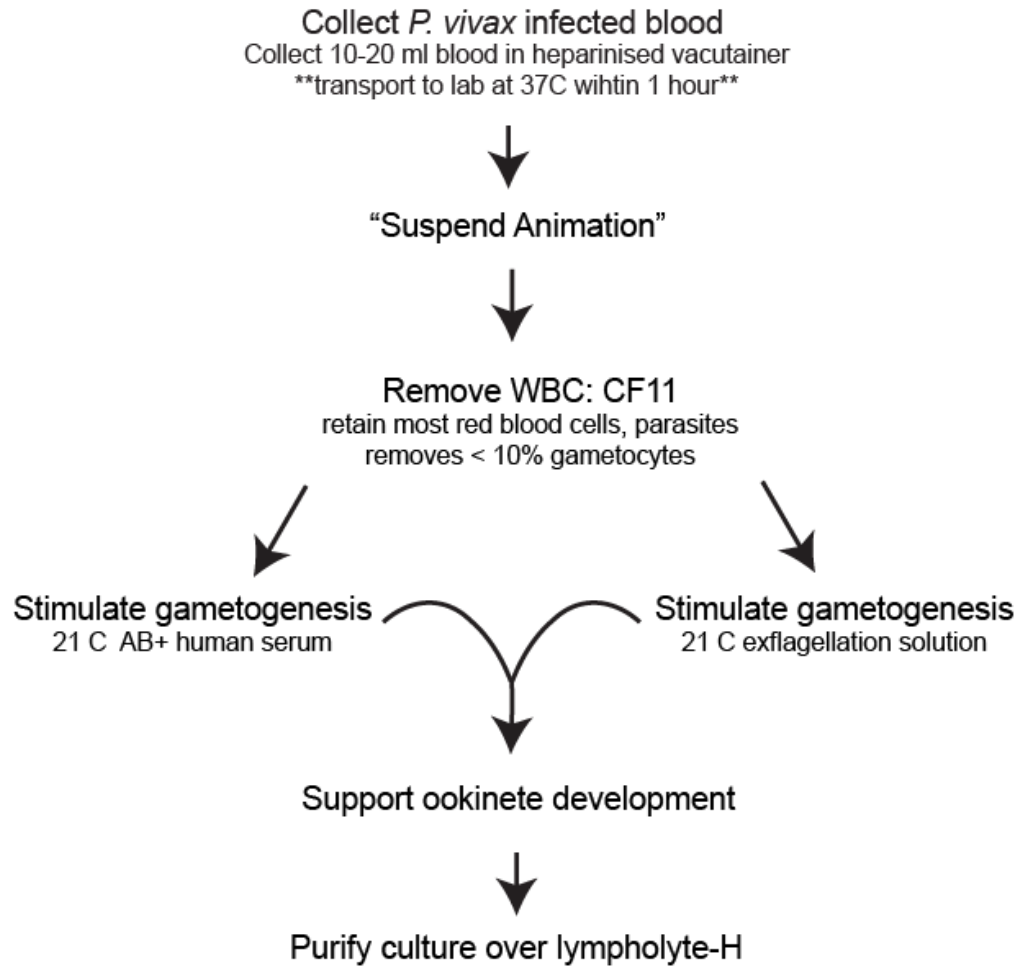 Collect P. vivax infected blood
Collect 10-20 ml blood in heparinised vacutainer
**transport to lab at 37C wihtin 1 hour**
“Suspend Animation”
Remove WBC: CF11
retain most red blood cells, parasites
removes < 10% gametocytes
Stimulate gametogenesis
21 C AB+ human serum
Stimulate gametogenesis
21 C exflagellation solution
Support ookinete development
Purify culture over lympholyte-H